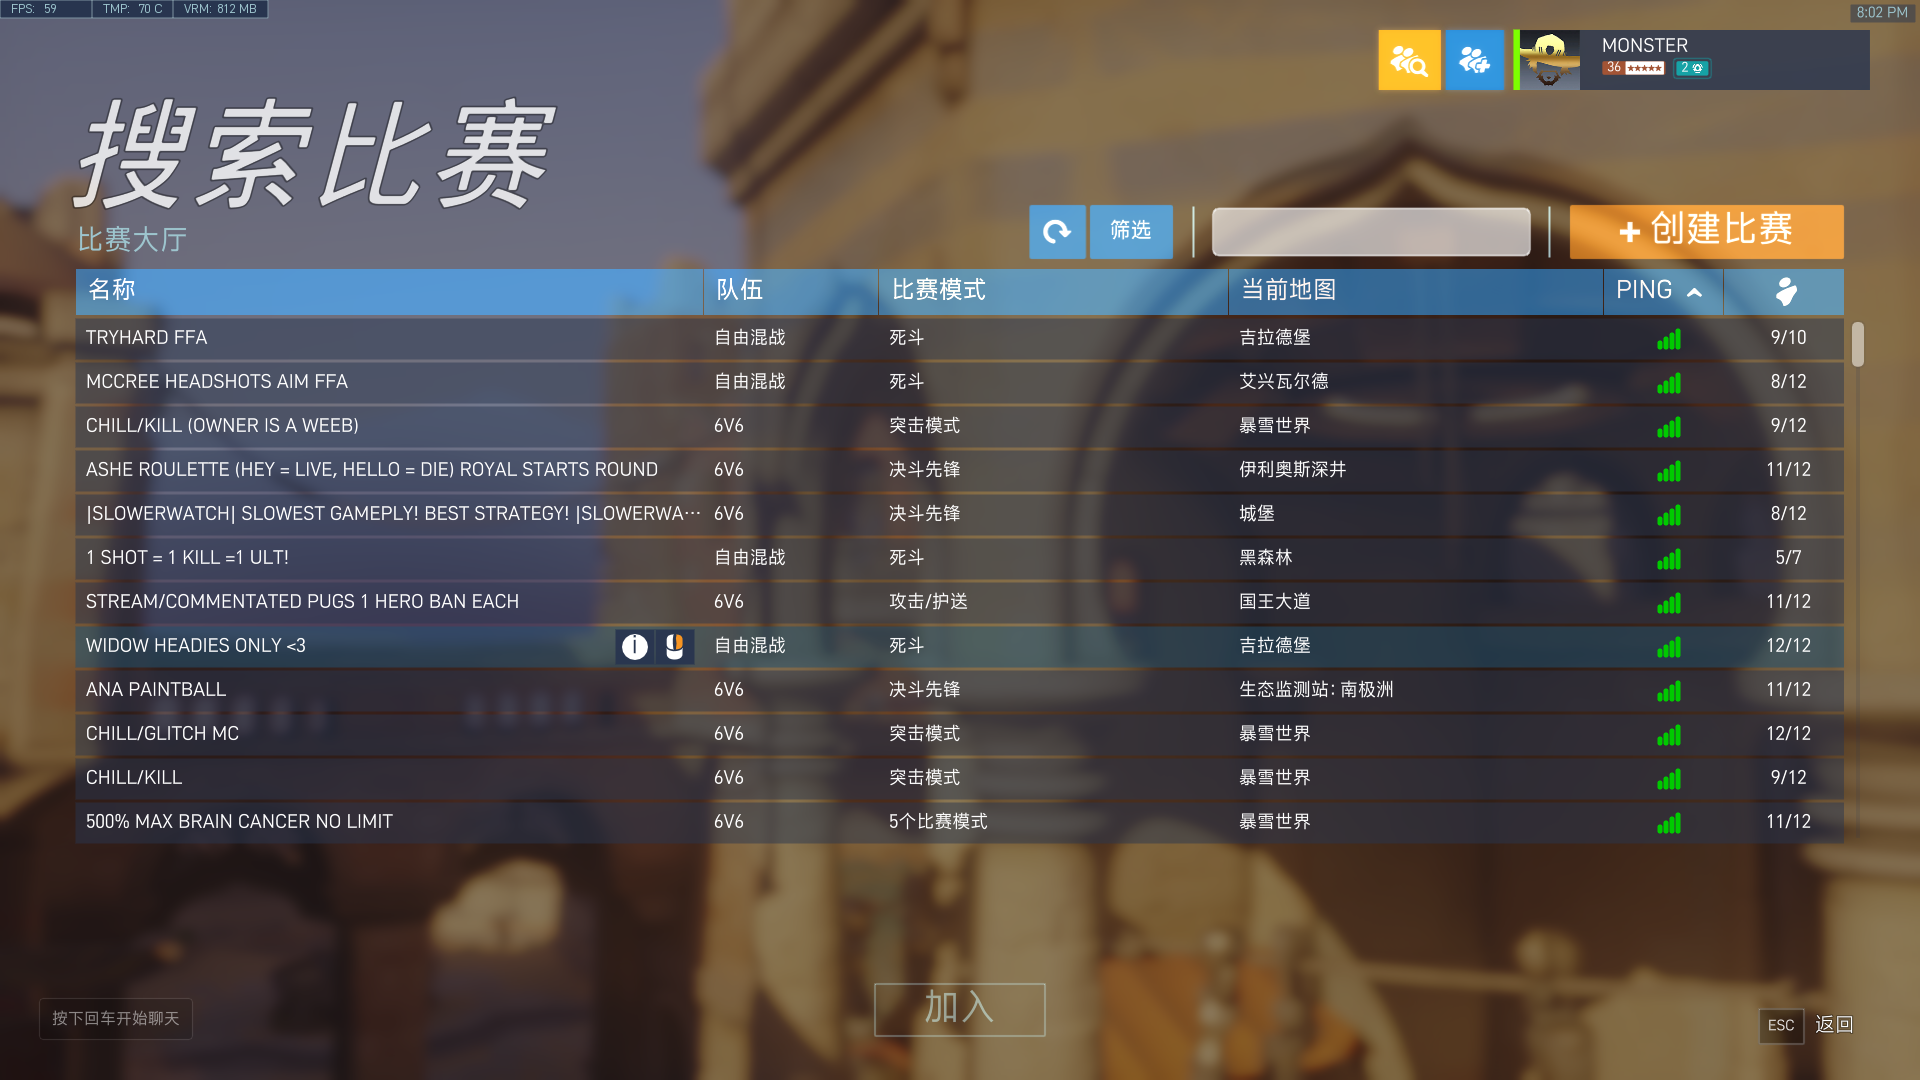 FPS: 59 TMP: 70 C VRM: 812 MB
8:02 PM
MONSTER
36 ★★★★★ 2
搜索比赛
比赛大厅
筛选
+ 创建比赛
名称 队伍 比赛模式 当前地图 PING
TRYHARD FFA 自由混战 死斗 吉拉德堡 9/10
MCCREE HEADSHOTS AIM FFA 自由混战 死斗 艾兴瓦尔德 8/12
CHILL/KILL (OWNER IS A WEEB) 6V6 突击模式 暴雪世界 9/12
ASHE ROULETTE (HEY = LIVE, HELLO = DIE) ROYAL STARTS ROUND 6V6 决斗先锋 伊利奥斯深井 11/12
|SLOWERWATCH| SLOWEST GAMEPLY! BEST STRATEGY! |SLOWERWA··· 6V6 决斗先锋 城堡 8/12
1 SHOT = 1 KILL =1 ULT! 自由混战 死斗 黑森林 5/7
STREAM/COMMENTATED PUGS 1 HERO BAN EACH 6V6 攻击/护送 国王大道 11/12
WIDOW HEADIES ONLY <3 自由混战 死斗 吉拉德堡 12/12
ANA PAINTBALL 6V6 决斗先锋 生态监测站: 南极洲 11/12
CHILL/GLITCH MC 6V6 突击模式 暴雪世界 12/12
CHILL/KILL 6V6 突击模式 暴雪世界 9/12
500% MAX BRAIN CANCER NO LIMIT 6V6 5个比赛模式 暴雪世界 11/12
加入
按下回车开始聊天
ESC 返回